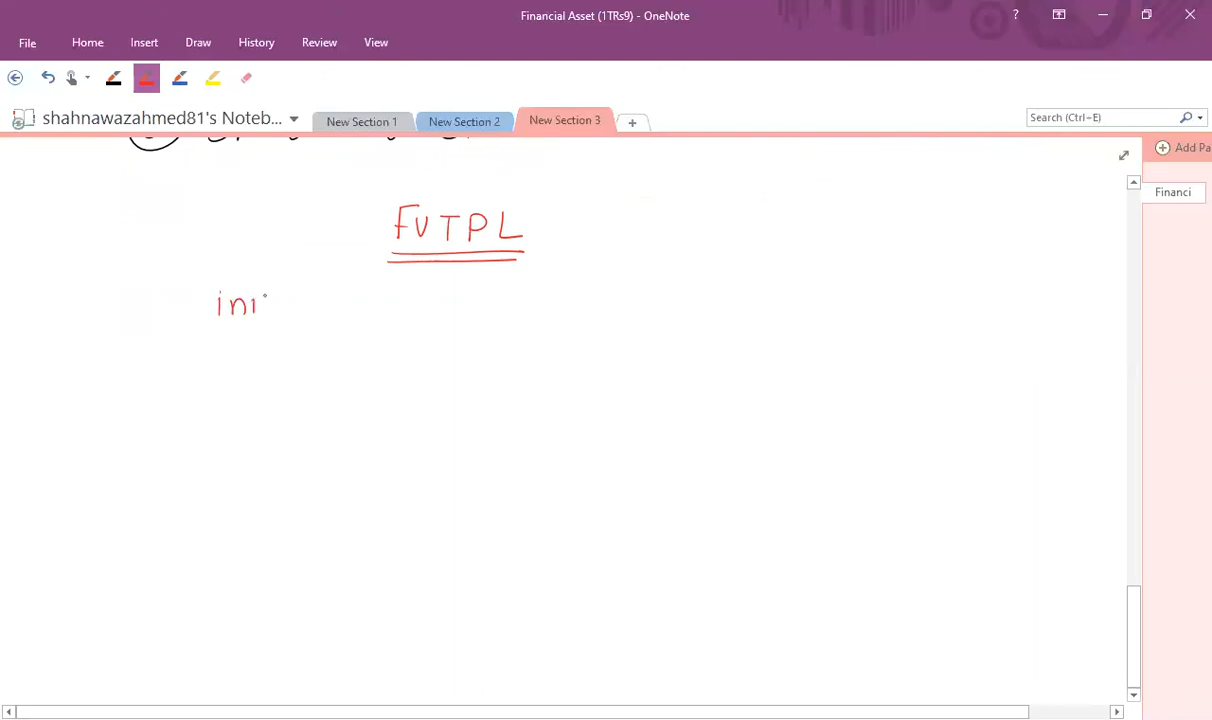 Financial Asset (1TRs9) - OneNote
?
File Home Insert Draw History Review View
shahnawazahmed81's Noteb... New Section 1 New Section 2 New Section 3 + Search (Ctrl-E)
Add Pa
Financi
FVTPL
ini